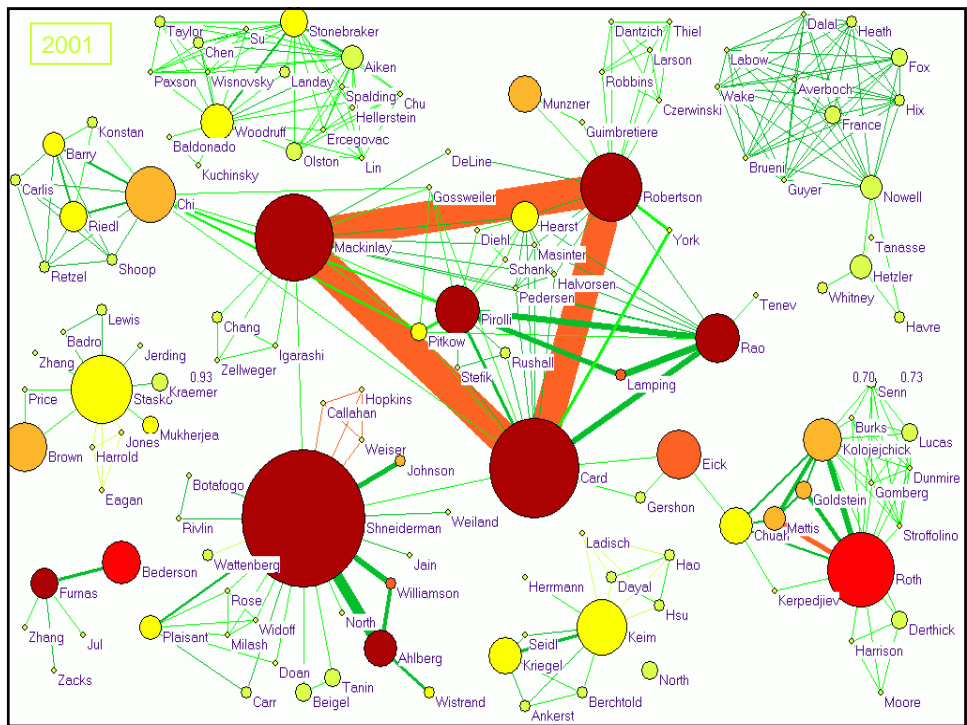 2001
Taylor
Su
Stonebraker
Chen
Aiken
Paxson
Wisnovsky
Landay
Spalding
Chu
Hellerstein
Woodruff
Ercegovac
Baldonado
Olston
Lin
Kuchinsky
Dantzich
Thiel
Larson
Robbins
Czerwinski
Munzner
Guimbretiere
Dalal
Heath
Labow
Fox
Wake
Averboch
Hix
France
Bruenii
Guyer
Nowell
Tanasse
Hetzler
Whitney
Havre
Konstan
Barry
Carlis
Chi
Riedl
Retzel
Shoop
DeLine
Gossweiler
Robertson
Mackinlay
Diehl
Hearst
York
Masinter
Schank
Halvorsen
Pedersen
Pirolli
Tenev
Chang
Pitkow
Rao
Igarashi
Rushall
Zellweger
Stefik
Lamping
Lewis
Badro
Zhang
Jerding
0.93
Kraemer
Stasko
Price
Mukherjea
Jones
Brown
Harrold
Eagan
Hopkins
Callahan
Weiser
Johnson
Card
Eick
Gershon
0.70
0.73
Senn
Burks
Lucas
Kolojejchick
Dunmire
Gomberg
Goldstein
Mattis
Chuah
Stroffolino
Roth
Kerpedjiev
Derthick
Harrison
Moore
Botafogo
Rivlin
Shneiderman
Weiland
Wattenberg
Jain
Williamson
Rose
North
Widoff
Plaisant
Milash
Ahlberg
Doan
Tanin
Carr
Beigel
Wistrand
Bederson
Furnas
Zhang
Jul
Zacks
Ladisch
Hao
Herrmann
Dayal
Hsu
Seidl
Keim
Kriegel
North
Berchtold
Ankerst